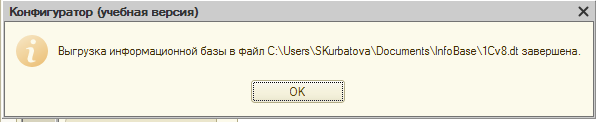 Конфигуратор (учебная версия)
Выгрузка информационной базы в файл C:\Users\SKurbatova\Documents\InfoBase\1Cv8.dt завершена.
OK